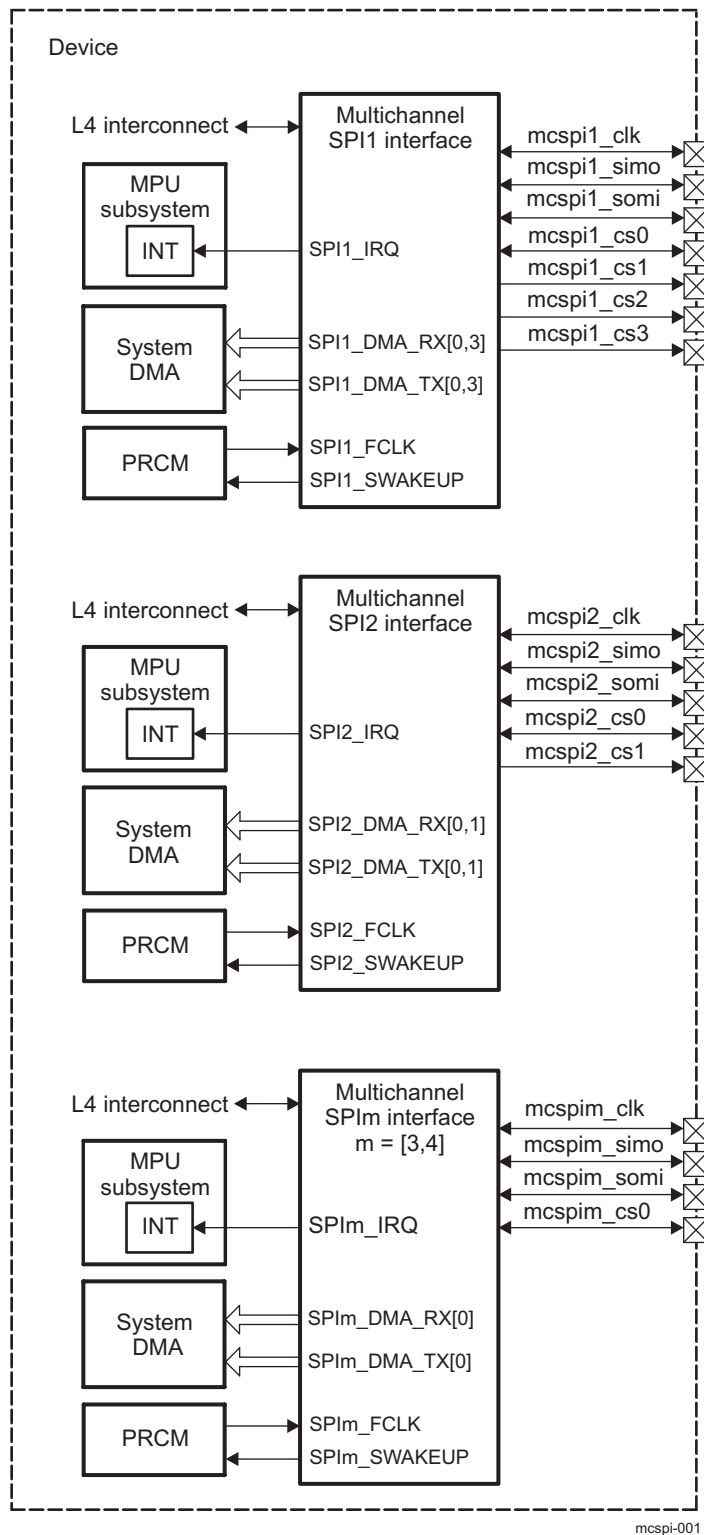 Device
L4 interconnect
Multichannel
SPI1 interface
MPU
subsystem
INT
SPI1_IRQ
System
DMA
SPI1_DMA_RX[0,3]
SPI1_DMA_TX[0,3]
PRCM
SPI1_FCLK
SPI1_SWAKEUP
mcspi1_clk
mcspi1_simo
mcspi1_somi
mcspi1_cs0
mcspi1_cs1
mcspi1_cs2
mcspi1_cs3
L4 interconnect
Multichannel
SPI2 interface
MPU
subsystem
INT
SPI2_IRQ
System
DMA
SPI2_DMA_RX[0,1]
SPI2_DMA_TX[0,1]
PRCM
SPI2_FCLK
SPI2_SWAKEUP
mcspi2_clk
mcspi2_simo
mcspi2_somi
mcspi2_cs0
mcspi2_cs1
L4 interconnect
Multichannel
SPIm interface
m = [3,4]
MPU
subsystem
INT
SPIm_IRQ
System
DMA
SPIm_DMA_RX[0]
SPIm_DMA_TX[0]
PRCM
SPIm_FCLK
SPIm_SWAKEUP
mcspim_clk
mcspim_simo
mcspim_somi
mcspim_cs0
mcspi-001